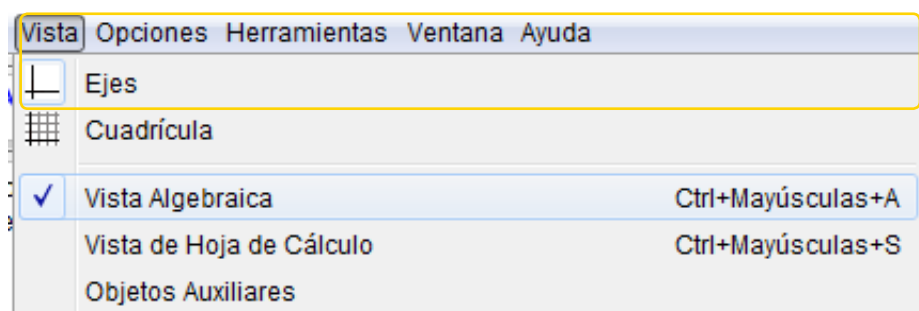 Vista Opciones Herramientas Ventana Ayuda
Ejes
Cuadrícula
Vista Algebraica Ctrl+Mayúsculas+A
Vista de Hoja de Cálculo Ctrl+Mayúsculas+S
Objetos Auxiliares